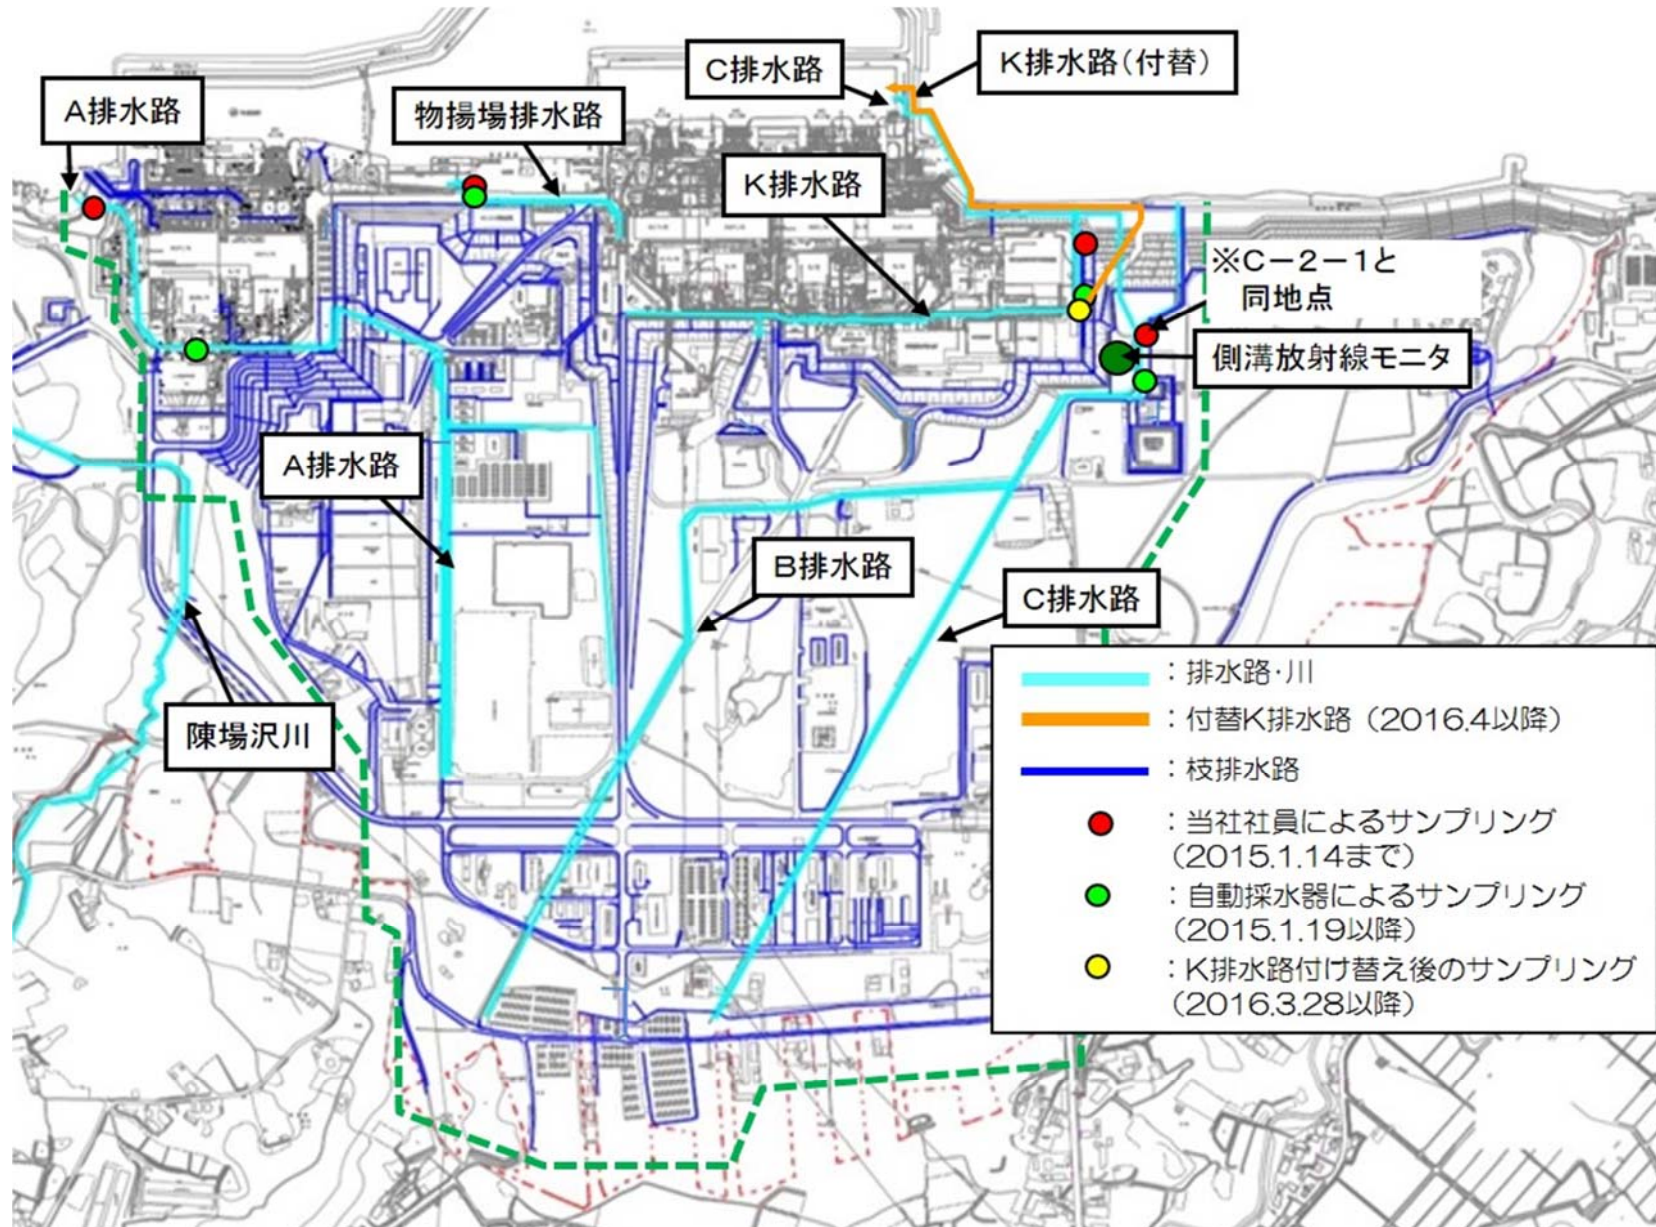 C排水路
K排水路(付替)
A排水路
物揚場排水路
K排水路
※C－2－1と
同地点
側溝放射線モニタ
A排水路
B排水路
C排水路
陳場沢川
：排水路・川
：付替K排水路（2016.4以降）
：枝排水路
：当社社員によるサンプリング
（2015.1.14まで）
：自動採水器によるサンプリング
（2015.1.19以降）
：K排水路付け替え後のサンプリング
（2016.3.28以降）